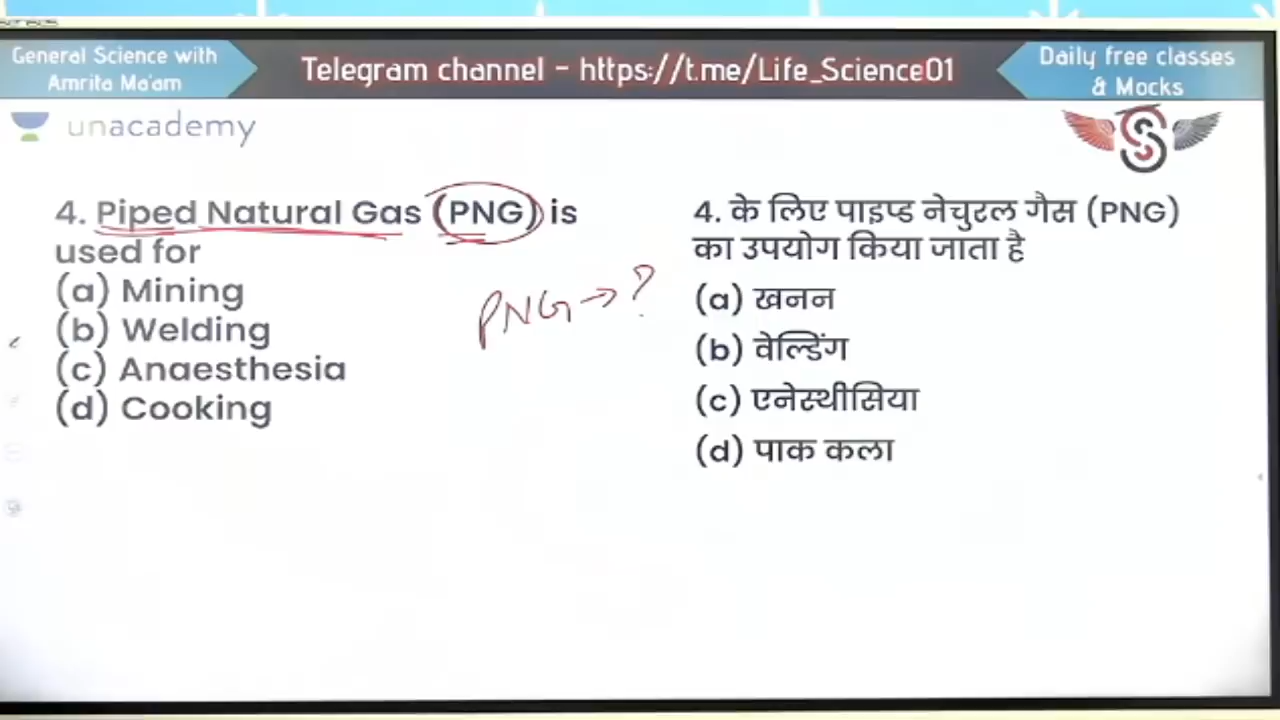 General Science with
Amrita Ma'am
Telegram channel - https://t.me/Life_Science01
Daily free classes
& Mocks
unacademy
4. Piped Natural Gas (PNG) is
used for
(a) Mining
(b) Welding
(c) Anaesthesia
(d) Cooking
PNG→?
4. के लिए पाइप्ड नेचुरल गैस (PNG)
का उपयोग किया जाता है
(a) खनन
(b) वेल्डिंग
(c) एनेस्थीसिया
(d) पाक कला